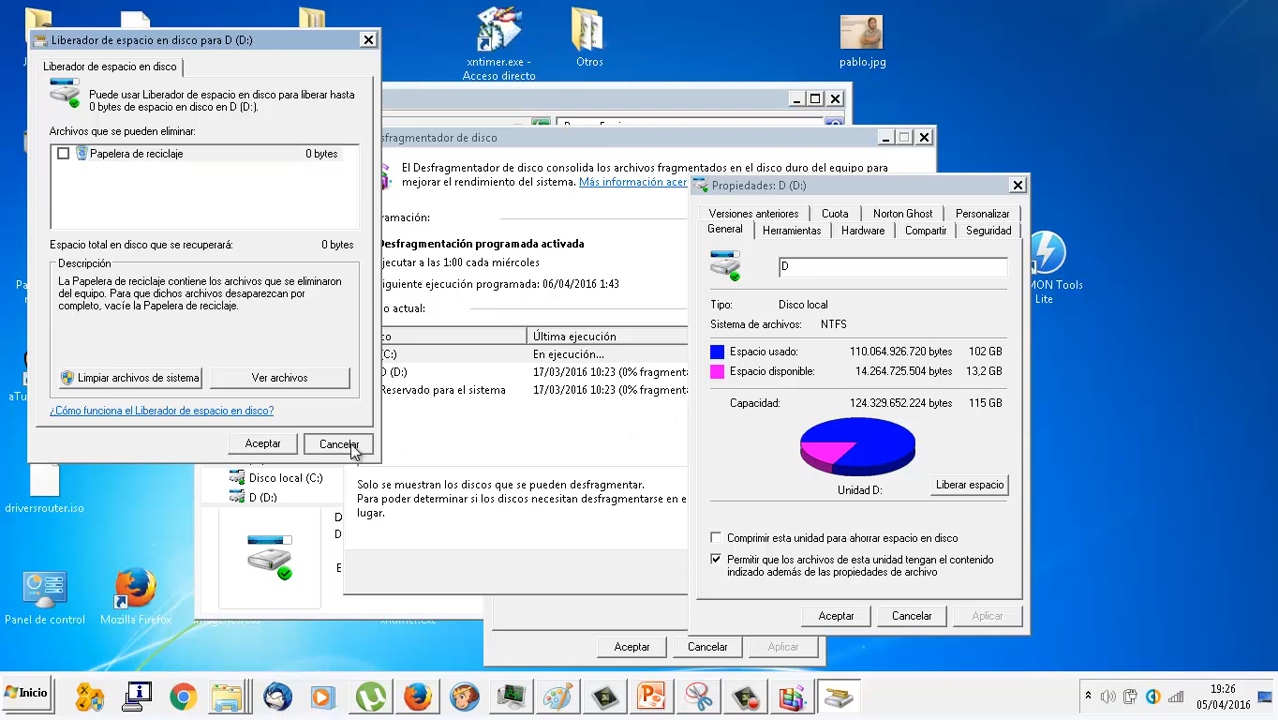 Liberador de espacio en disco para D (D:)
Liberador de espacio en disco
Puede usar Liberador de espacio en disco para liberar hasta
0 bytes de espacio en disco en D (D:).
Archivos que se pueden eliminar:
Papelera de reciclaje 0 bytes
Espacio total en disco que se recuperará: 0 bytes
Descripción
La Papelera de reciclaje contiene los archivos que se eliminaron
del equipo. Para que dichos archivos desaparezcan por
completo, vacíe la Papelera de reciclaje.
Limpiar archivos de sistema
Ver archivos
¿Cómo funciona el Liberador de espacio en disco?
Aceptar
Cancelar
xntimer.exe -
Acceso directo
Otros
pablo.jpg
sfragmentador de disco
El Desfragmentador de disco consolida los archivos fragmentados en el disco duro del equipo para
mejorar el rendimiento del sistema. Más información acer
ramación:
esfragmentación programada activada
ecutar a las 1:00 cada miércoles
guiente ejecución programada: 06/04/2016 1:43
o actual:
co Última ejecución
(C:) En ejecución...
D (D:) 17/03/2016 10:23 (0% fragmenta
Reservado para el sistema 17/03/2016 10:23 (0% fragmenta
Solo se muestran los discos que se pueden desfragmentar.
Para poder determinar si los discos necesitan desfragmentarse en e
lugar.
Disco local (C:)
D (D:)
Aceptar
Cancelar
Aplicar
Propiedades: D (D:)
Versiones anteriores
Cuota
Norton Ghost
Personalizar
General
Herramientas
Hardware
Compartir
Seguridad
D
Tipo: Disco local
Sistema de archivos: NTFS
Espacio usado: 110.064.926.720 bytes 102 GB
Espacio disponible: 14.264.725.504 bytes 13,2 GB
Capacidad: 124.329.652.224 bytes 115 GB
Unidad D:
Liberar espacio
Comprimir esta unidad para ahorrar espacio en disco
Permitir que los archivos de esta unidad tengan el contenido
indizado además de las propiedades de archivo
Aceptar
Cancelar
Aplicar
MON Tools
Lite
driversrouter.iso
Panel de control
Mozilla Firefox
Inicio
19:26
05/04/2016